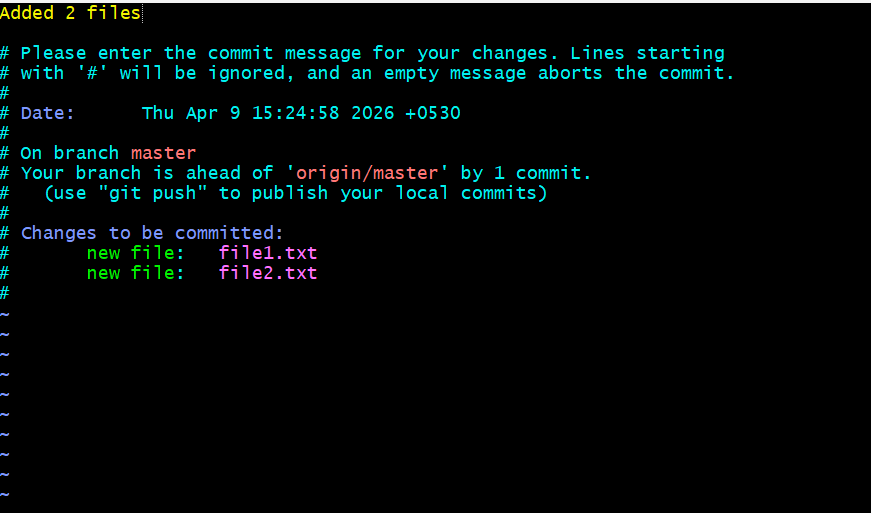 Added 2 files

# Please enter the commit message for your changes. Lines starting
# with '#' will be ignored, and an empty message aborts the commit.
#
# Date:      Thu Apr 9 15:24:58 2026 +0530
#
# On branch master
# Your branch is ahead of 'origin/master' by 1 commit.
#   (use "git push" to publish your local commits)
#
# Changes to be committed:
#       new file:   file1.txt
#       new file:   file2.txt
#
~
~
~
~
~
~
~
~
~
~